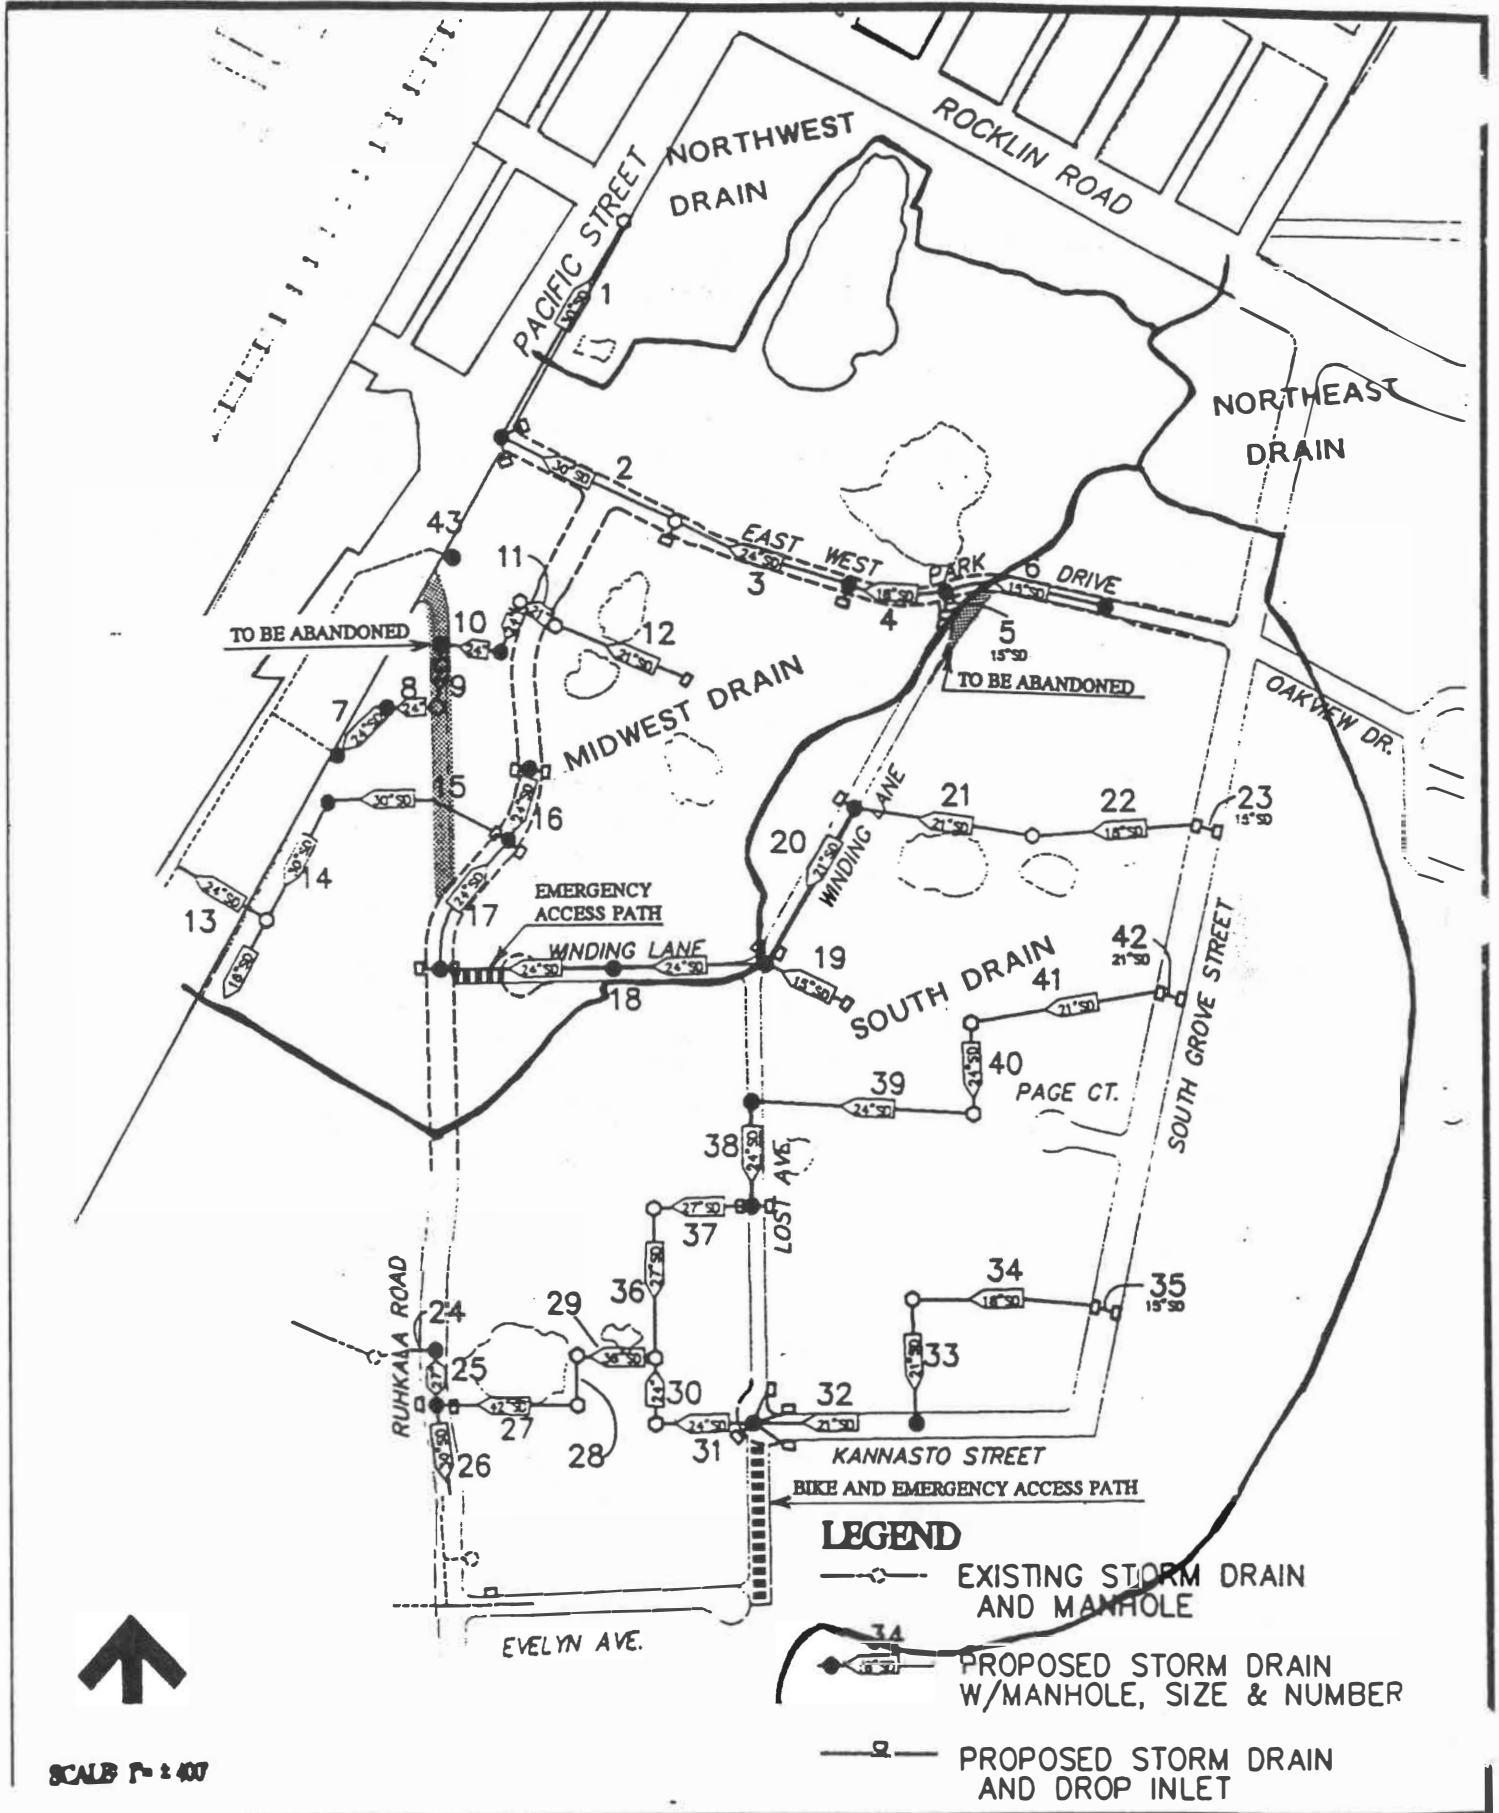 ROCKLIN ROAD
NORTHWEST
DRAIN
PACIFIC STREET
1
30"SD
NORTHEAST
DRAIN
2
30"SD
43
EAST WEST PARK DRIVE
24"SD
3
18"SD
4
6
15"SD
5
15"SD
TO BE ABANDONED
11
21"
12
21"SD
10
24"
TO BE ABANDONED
9
8
24"
7
24"SD
MIDWEST DRAIN
OAKVIEW DR.
15
30"SD
16
24"SD
14
30"SD
13
24"SD
18"SD
17
24"SD
EMERGENCY
ACCESS PATH
WINDING LANE
24"SD
24"SD
18
20
21"SD
WINDING LANE
21
21"SD
22
18"SD
23
15"SD
19
15"SD
SOUTH DRAIN
42
21"SD
41
21"SD
40
24"SD
SOUTH GROVE STREET
39
24"SD
PAGE CT.
38
24"SD
LOST AVE.
37
27"SD
36
27"SD
RUHKALA ROAD
24
25
27"
26
27
42"SD
28
29
36"SD
30
24"
31
24"SD
32
21"SD
33
21"SD
34
18"SD
35
15"SD
KANNASTO STREET
BIKE AND EMERGENCY ACCESS PATH
EVELYN AVE.
LEGEND
EXISTING STORM DRAIN
AND MANHOLE
34
18"SD
PROPOSED STORM DRAIN
W/MANHOLE, SIZE & NUMBER
PROPOSED STORM DRAIN
AND DROP INLET
SCALE 1"= ± 400'